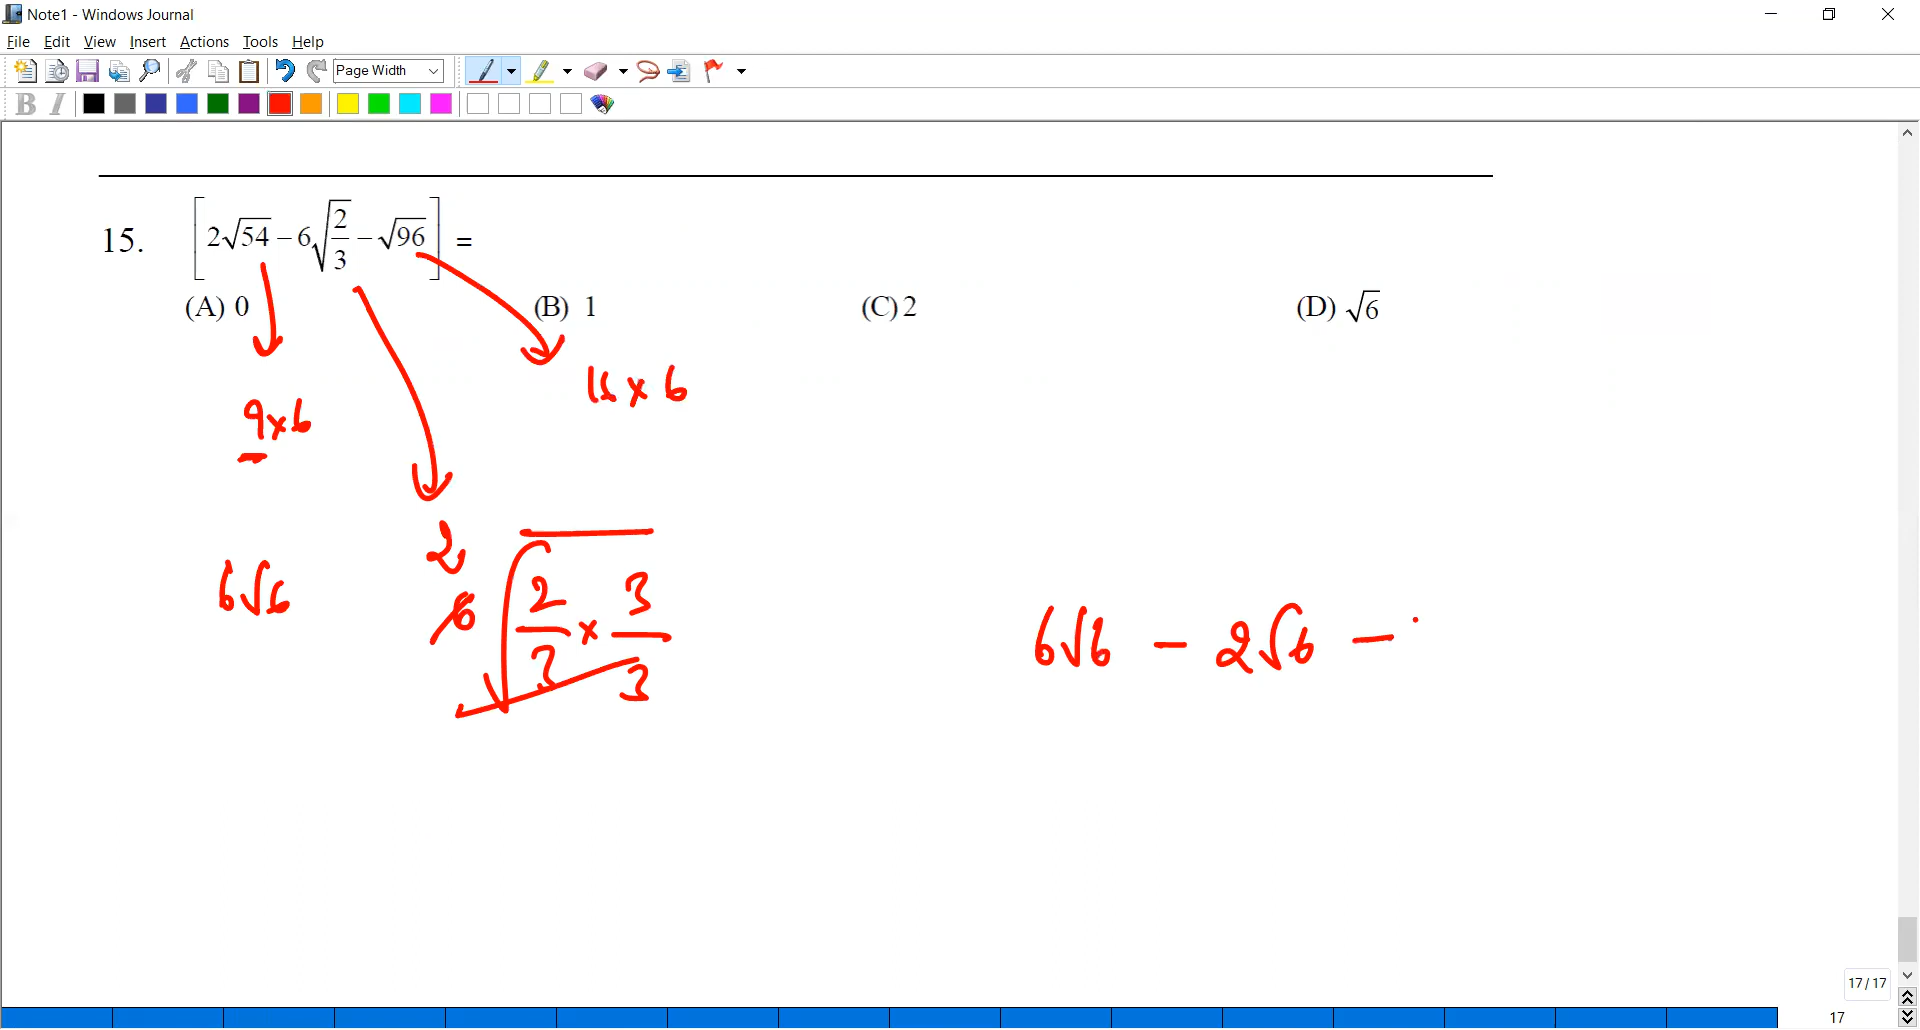 Note1 - Windows Journal
File Edit View Insert Actions Tools Help
Page Width
B I
15. [2√54 − 6√(2/3) − √96] =
(A) 0 (B) 1 (C) 2 (D) √6
9×6
16 × 6
2
6 √(2/3 × 3/3)
6√6
6√6 − 2√6 −
17 / 17
17